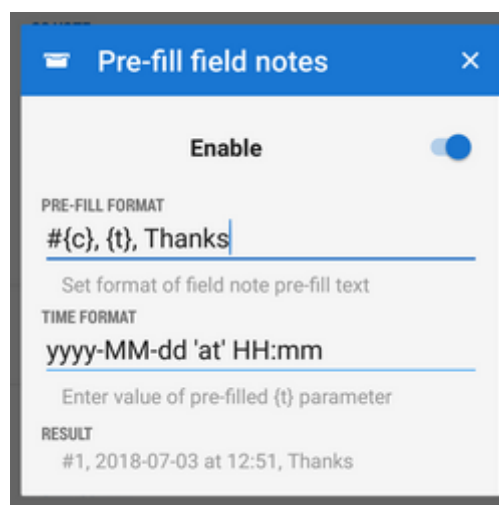 Pre-fill field notes
Enable
PRE-FILL FORMAT
#{c}, {t}, Thanks
Set format of field note pre-fill text
TIME FORMAT
yyyy-MM-dd 'at' HH:mm
Enter value of pre-filled {t} parameter
RESULT
#1, 2018-07-03 at 12:51, Thanks